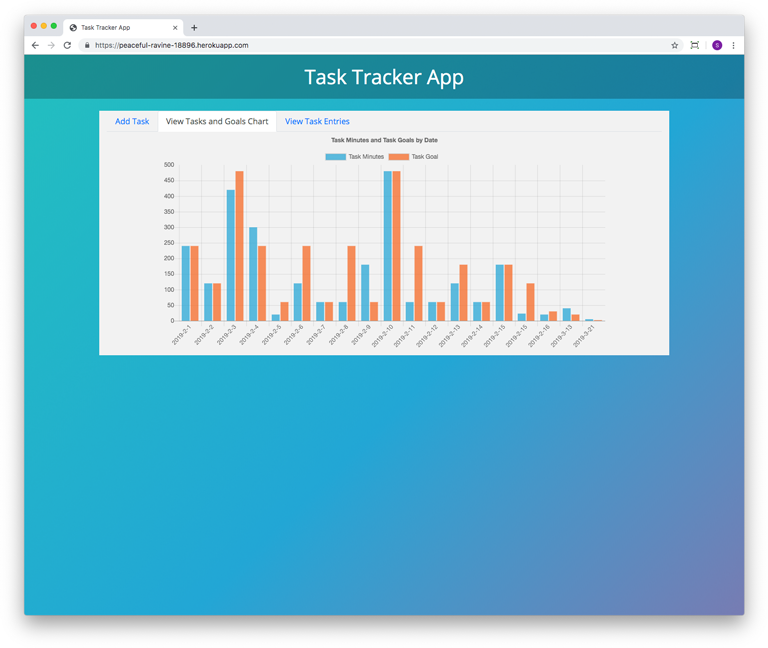 Task Tracker App
https://peaceful-ravine-18896.herokuapp.com
S
Task Tracker App
Add Task View Tasks and Goals Chart View Task Entries
Task Minutes and Task Goals by Date
Task Minutes Task Goal
500
450
400
350
300
250
200
150
100
50
0
2019-2-1 2019-2-2 2019-2-3 2019-2-4 2019-2-5 2019-2-6 2019-2-7 2019-2-8 2019-2-9 2019-2-10 2019-2-11 2019-2-12 2019-2-13 2019-2-14 2019-2-15 2019-2-15 2019-2-16 2019-3-13 2019-3-21